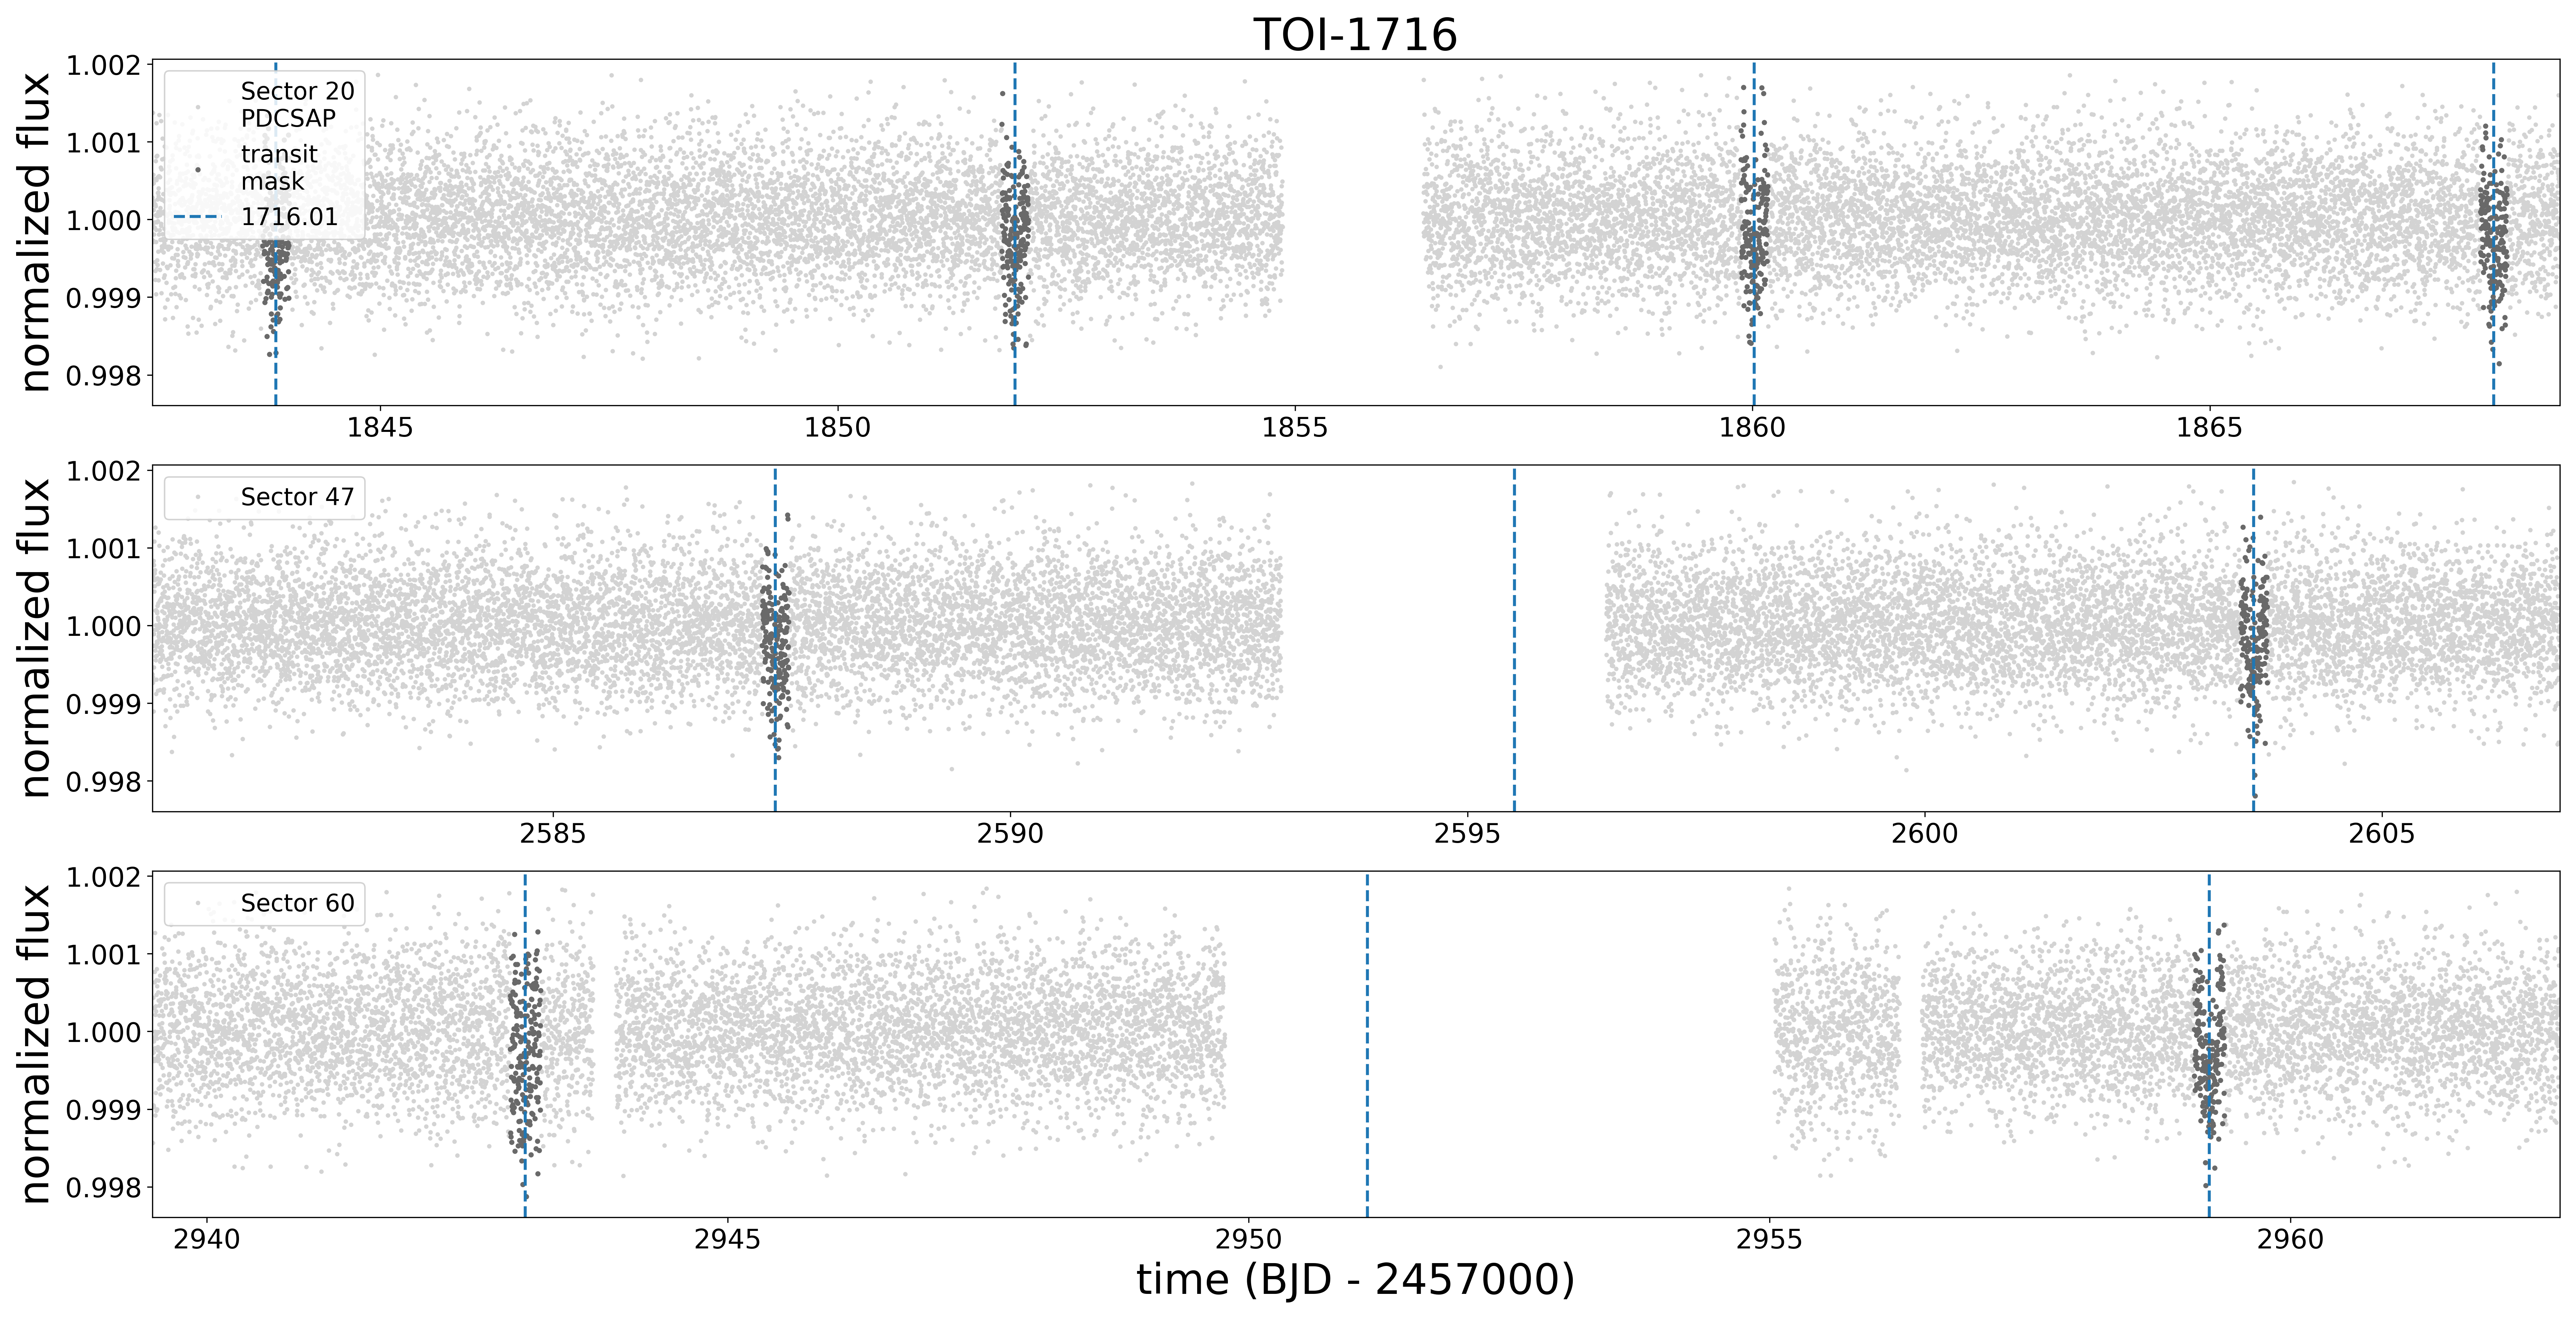 TOI-1716
normalized flux
1.002
1.001
1.000
0.999
0.998
Sector 20
PDCSAP
transit
mask
1716.01
1845 1850 1855 1860 1865
normalized flux
1.002
1.001
1.000
0.999
0.998
Sector 47
2585 2590 2595 2600 2605
normalized flux
1.002
1.001
1.000
0.999
0.998
Sector 60
2940 2945 2950 2955 2960
time (BJD - 2457000)